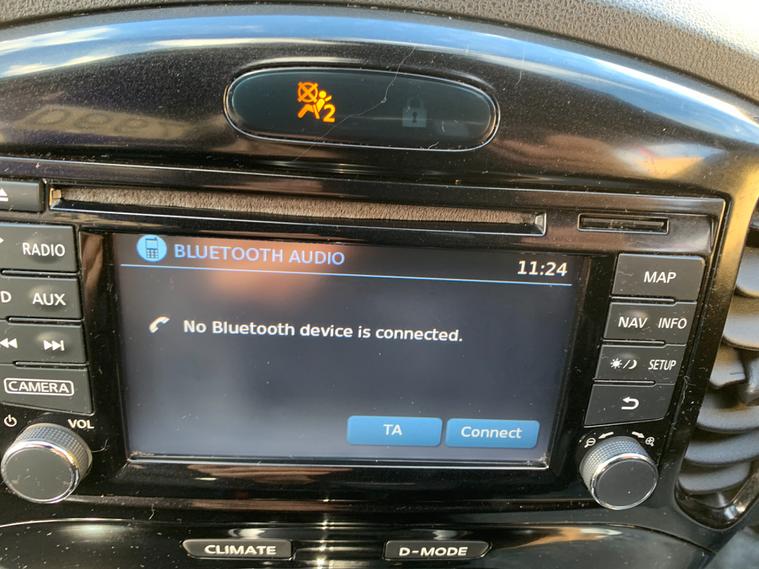 2
RADIO
D AUX
CAMERA
VOL
BLUETOOTH AUDIO
11:24
No Bluetooth device is connected.
TA
Connect
MAP
NAV INFO
SETUP
CLIMATE
D-MODE